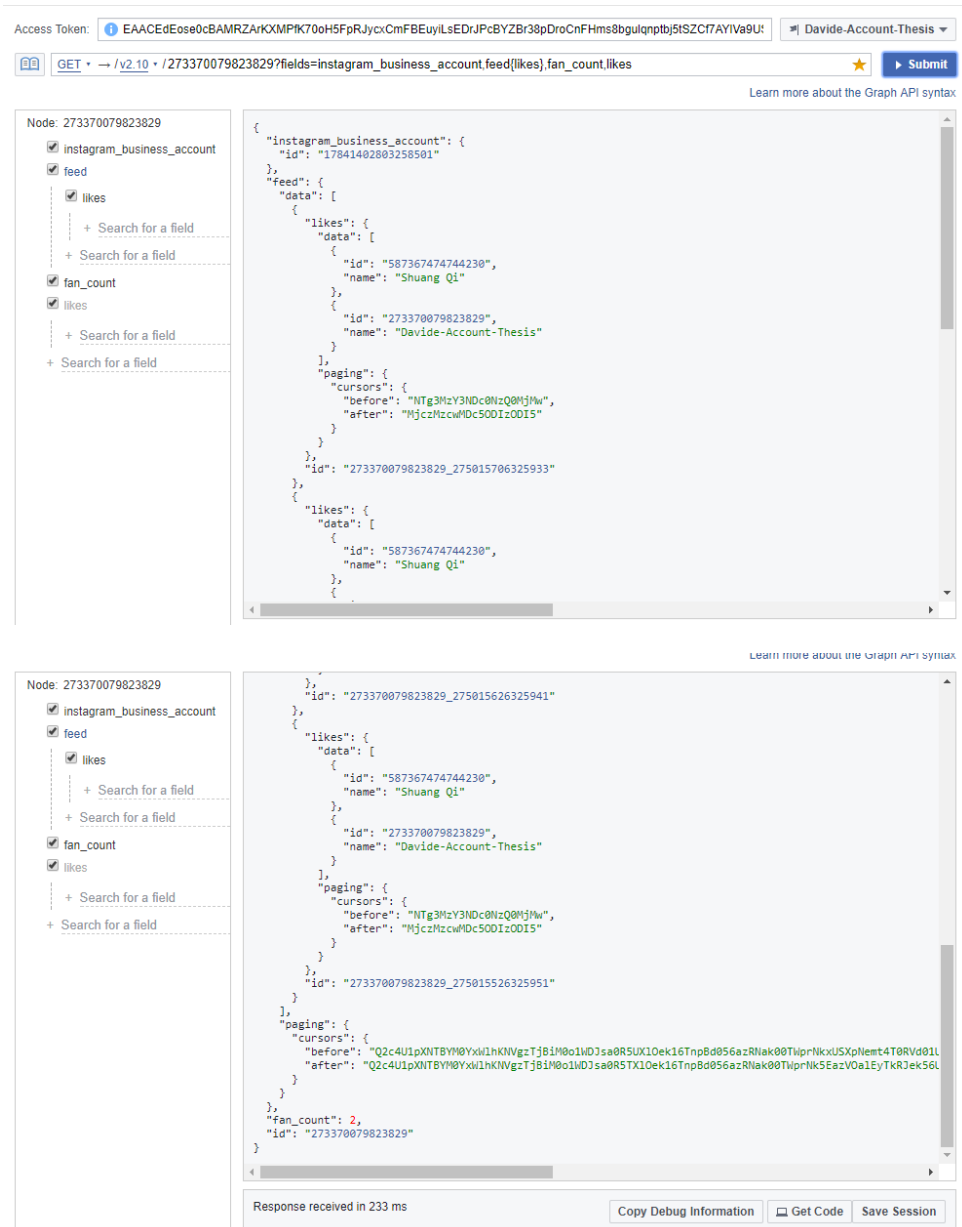 Access Token: EAACEdEose0cBAMRZArKXMPfK70oH5FpRJycxCmFBEuyiLsEDrJPcBYZBr38pDroCnFHms8bgulqnptbj5tSZCf7AYIVa9U Davide-Account-Thesis
GET → /v2.10 /273370079823829?fields=instagram_business_account,feed{likes},fan_count,likes Submit
Learn more about the Graph API syntax
Node: 273370079823829
instagram_business_account
feed
likes
+ Search for a field
+ Search for a field
fan_count
likes
+ Search for a field
+ Search for a field
{
"instagram_business_account": {
"id": "17841402803258501"
},
"feed": {
"data": [
{
"likes": {
"data": [
{
"id": "587367474744230",
"name": "Shuang Qi"
},
{
"id": "273370079823829",
"name": "Davide-Account-Thesis"
}
],
"paging": {
"cursors": {
"before": "NTg3MzY3NDc0NzQ0MjMw",
"after": "MjczMzcwMDc5ODIzODI5"
}
}
},
"id": "273370079823829_275015706325933"
},
{
"likes": {
"data": [
{
"id": "587367474744230",
"name": "Shuang Qi"
},
{
Learn more about the Graph API syntax
Node: 273370079823829
instagram_business_account
feed
likes
+ Search for a field
+ Search for a field
fan_count
likes
+ Search for a field
+ Search for a field
},
"id": "273370079823829_275015626325941"
},
{
"likes": {
"data": [
{
"id": "587367474744230",
"name": "Shuang Qi"
},
{
"id": "273370079823829",
"name": "Davide-Account-Thesis"
}
],
"paging": {
"cursors": {
"before": "NTg3MzY3NDc0NzQ0MjMw",
"after": "MjczMzcwMDc5ODIzODI5"
}
}
},
"id": "273370079823829_275015526325951"
}
],
"paging": {
"cursors": {
"before":
"after":
}
}
},
"fan_count": 2,
"id": "273370079823829"
}
Response received in 233 ms
Copy Debug Information Get Code Save Session